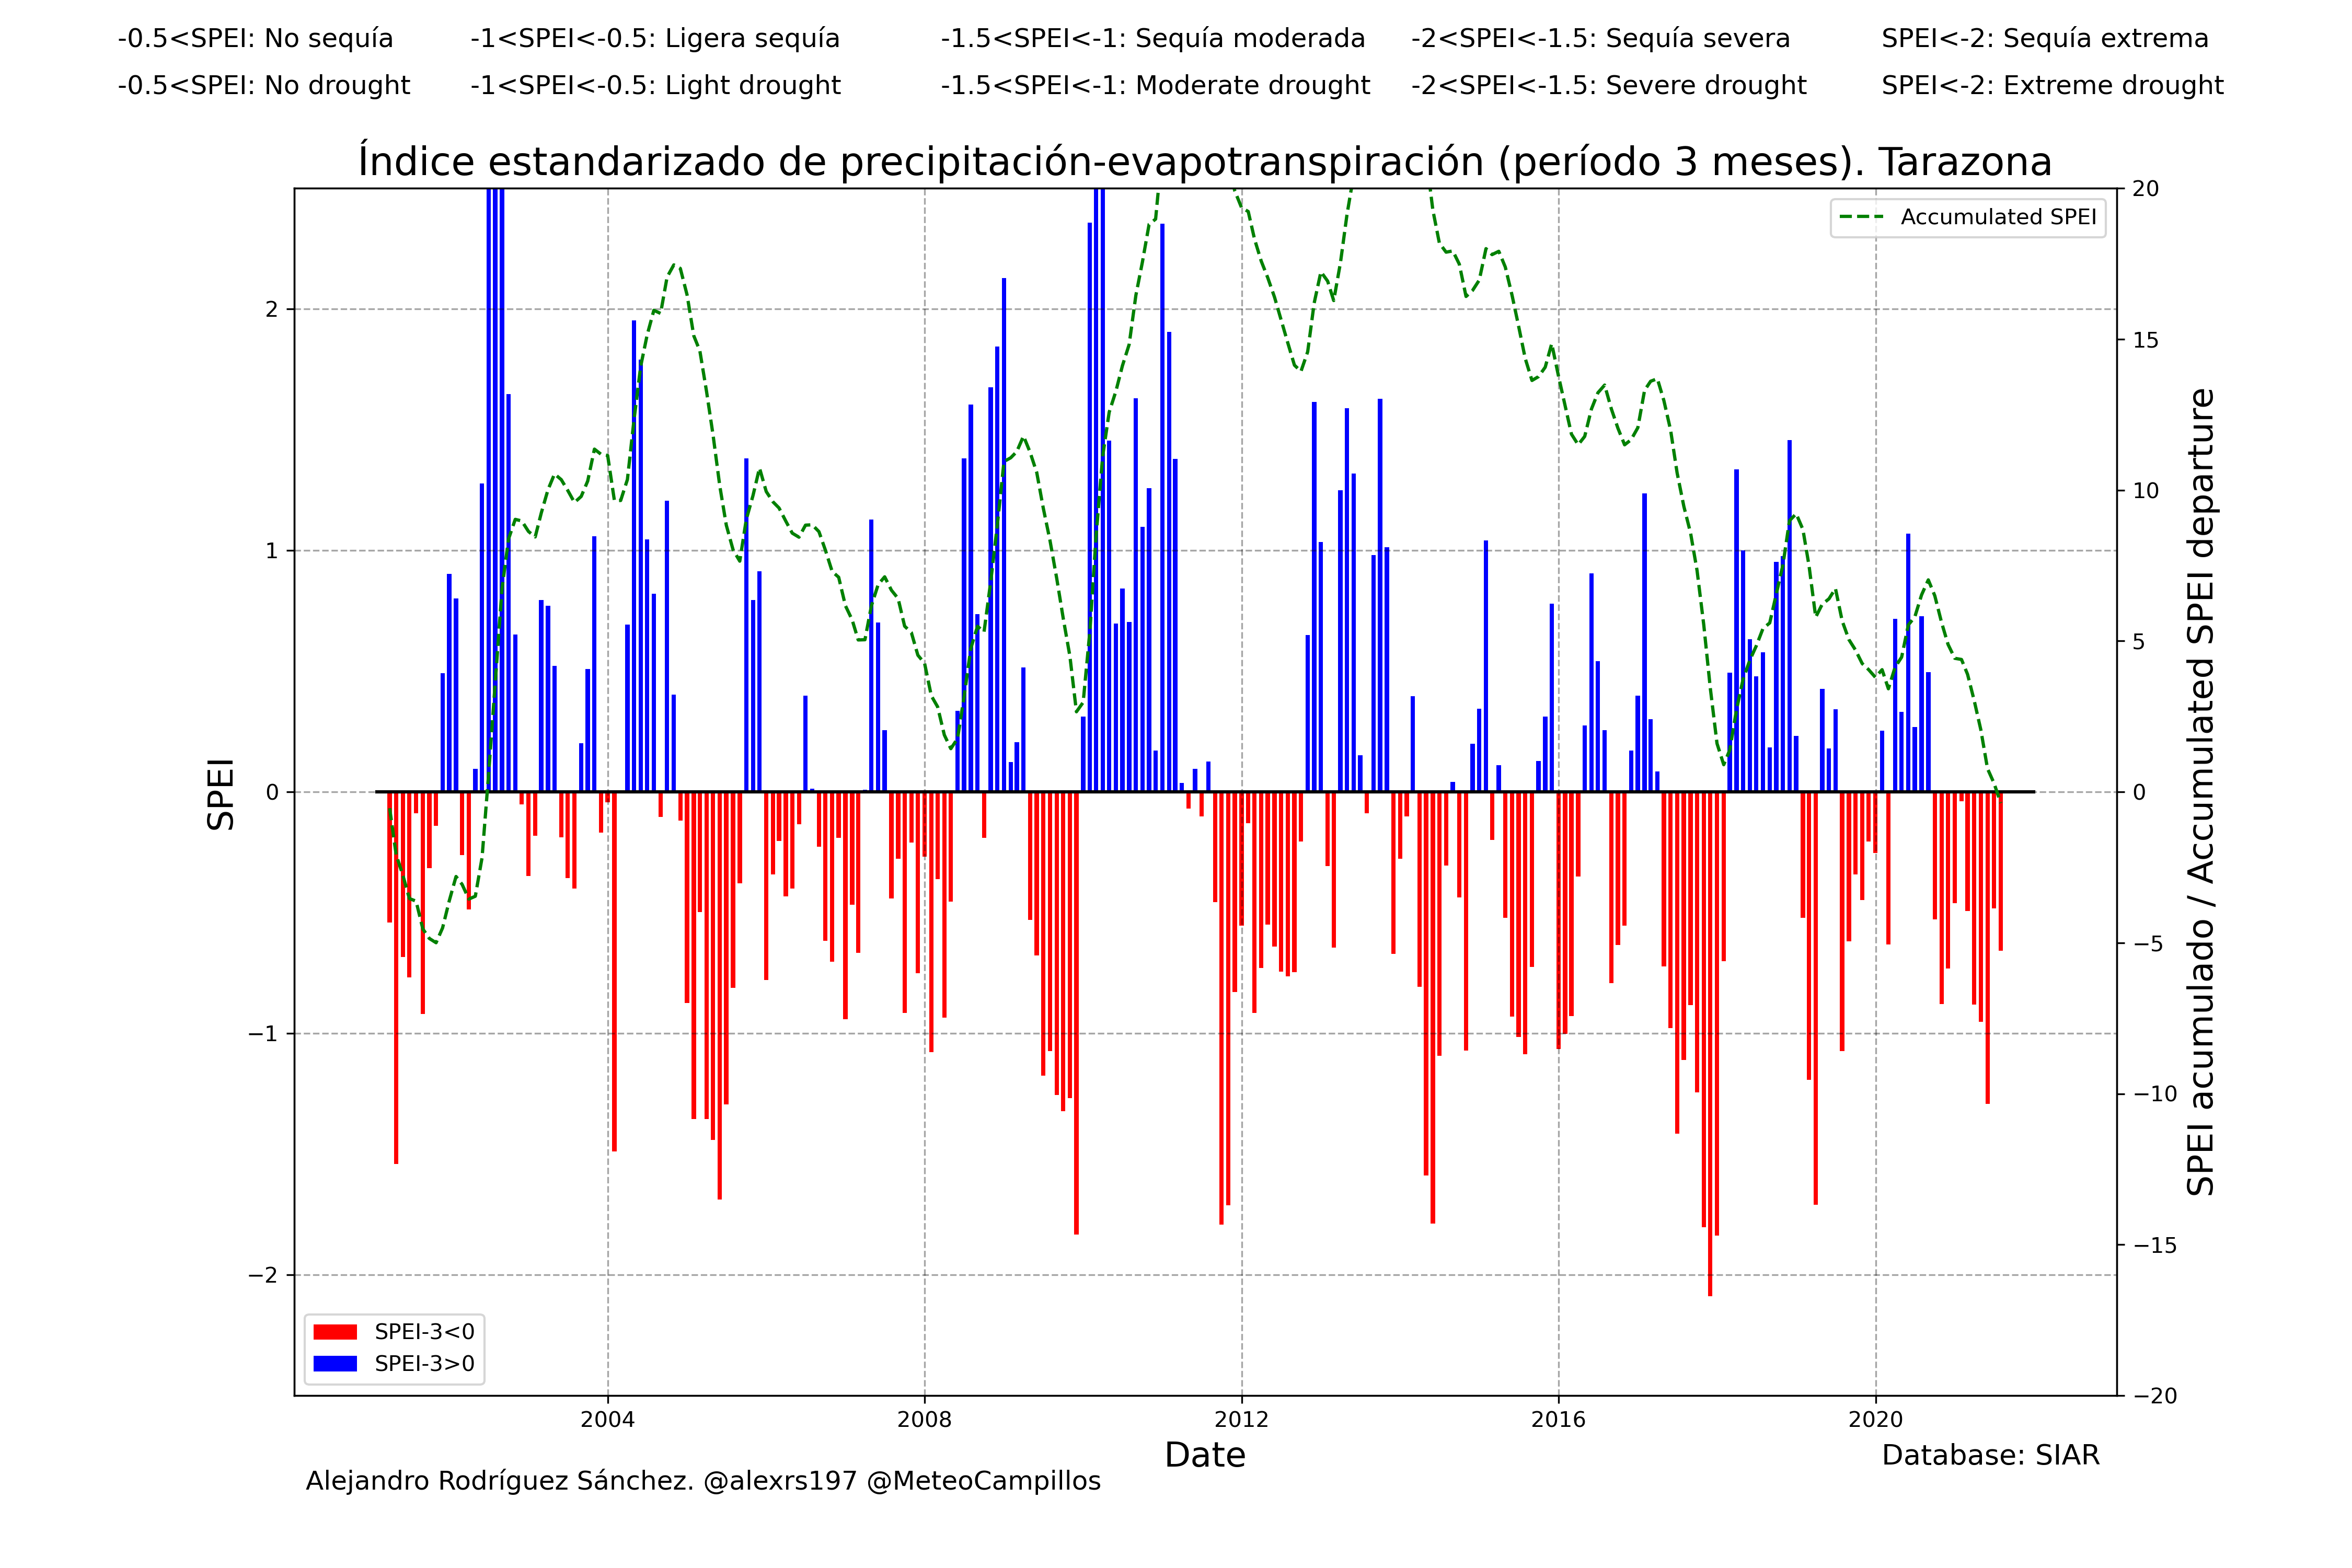 -0.5<SPEI: No sequía -1<SPEI<-0.5: Ligera sequía -1.5<SPEI<-1: Sequía moderada -2<SPEI<-1.5: Sequía severa SPEI<-2: Sequía extrema
-0.5<SPEI: No drought -1<SPEI<-0.5: Light drought -1.5<SPEI<-1: Moderate drought -2<SPEI<-1.5: Severe drought SPEI<-2: Extreme drought
Índice estandarizado de precipitación-evapotranspiración (período 3 meses). Tarazona
Accumulated SPEI
SPEI
2
1
0
−1
−2
20
15
10
5
0
−5
−10
−15
−20
SPEI acumulado / Accumulated SPEI departure
SPEI-3<0
SPEI-3>0
2004 2008 2012 2016 2020
Date
Database: SIAR
Alejandro Rodríguez Sánchez. @alexrs197 @MeteoCampillos